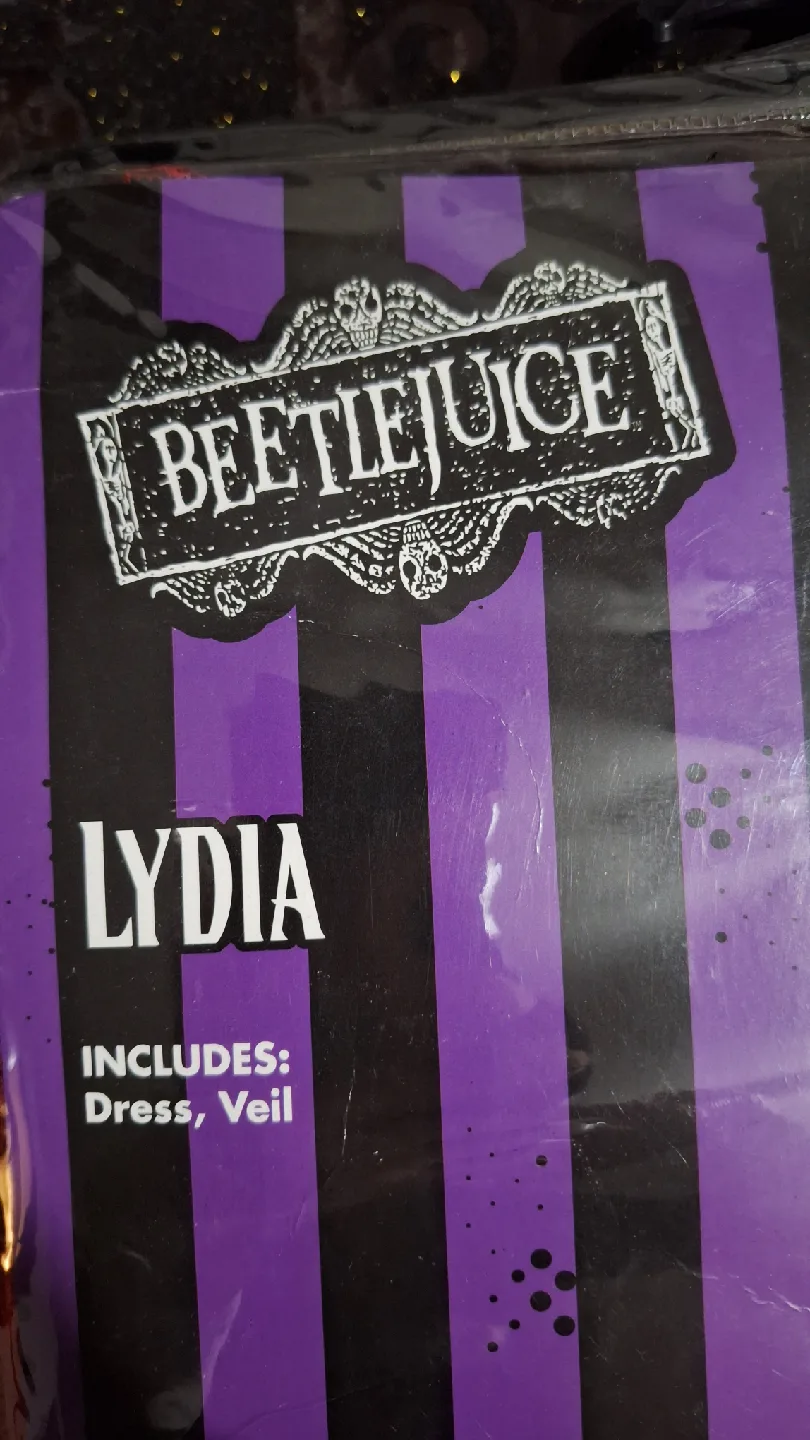 BEETLEJUICE
LYDIA
INCLUDES:
Dress, Veil